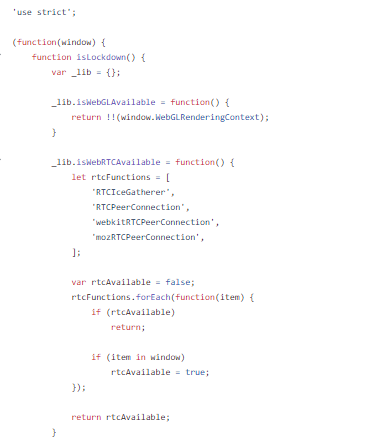 'use strict';
(function(window) {
function isLockdown() {
var _lib = {};
_lib.isWebGLAvailable = function() {
return !!(window.WebGLRenderingContext);
}
_lib.isWebRTCAvailable = function() {
let rtcFunctions = [
'RTCIceGatherer',
'RTCPeerConnection',
'webkitRTCPeerConnection',
'mozRTCPeerConnection',
];
var rtcAvailable = false;
rtcFunctions.forEach(function(item) {
if (rtcAvailable)
return;
if (item in window)
rtcAvailable = true;
});
return rtcAvailable;
}